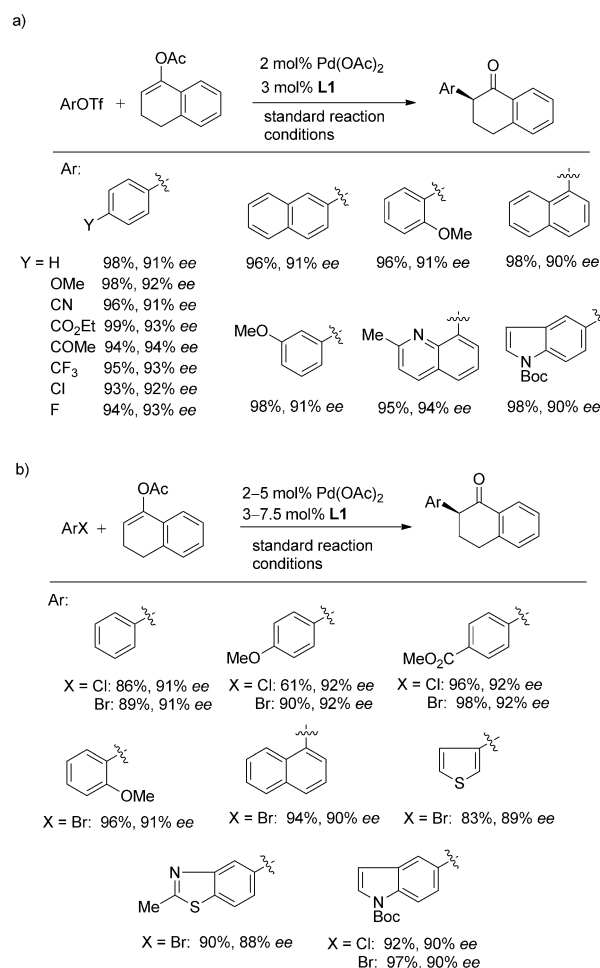 a)
OAc
ArOTf +
2 mol% Pd(OAc)₂
3 mol% L1
standard reaction
conditions
O
Ar
Ar:
Y
OMe
Y = H 98%, 91% ee
OMe 98%, 92% ee
CN 96%, 91% ee
CO₂Et 99%, 93% ee
COMe 94%, 94% ee
CF₃ 95%, 93% ee
Cl 93%, 92% ee
F 94%, 93% ee
96%, 91% ee
96%, 91% ee
98%, 90% ee
MeO
Me
N
N
Boc
98%, 91% ee
95%, 94% ee
98%, 90% ee
b)
OAc
ArX +
2–5 mol% Pd(OAc)₂
3–7.5 mol% L1
standard reaction
conditions
O
Ar
Ar:
MeO
MeO₂C
X = Cl: 86%, 91% ee
Br: 89%, 91% ee
X = Cl: 61%, 92% ee
Br: 90%, 92% ee
X = Cl: 96%, 92% ee
Br: 98%, 92% ee
OMe
S
X = Br: 96%, 91% ee
X = Br: 94%, 90% ee
X = Br: 83%, 89% ee
N
Me
S
N
Boc
X = Br: 90%, 88% ee
X = Cl: 92%, 90% ee
Br: 97%, 90% ee